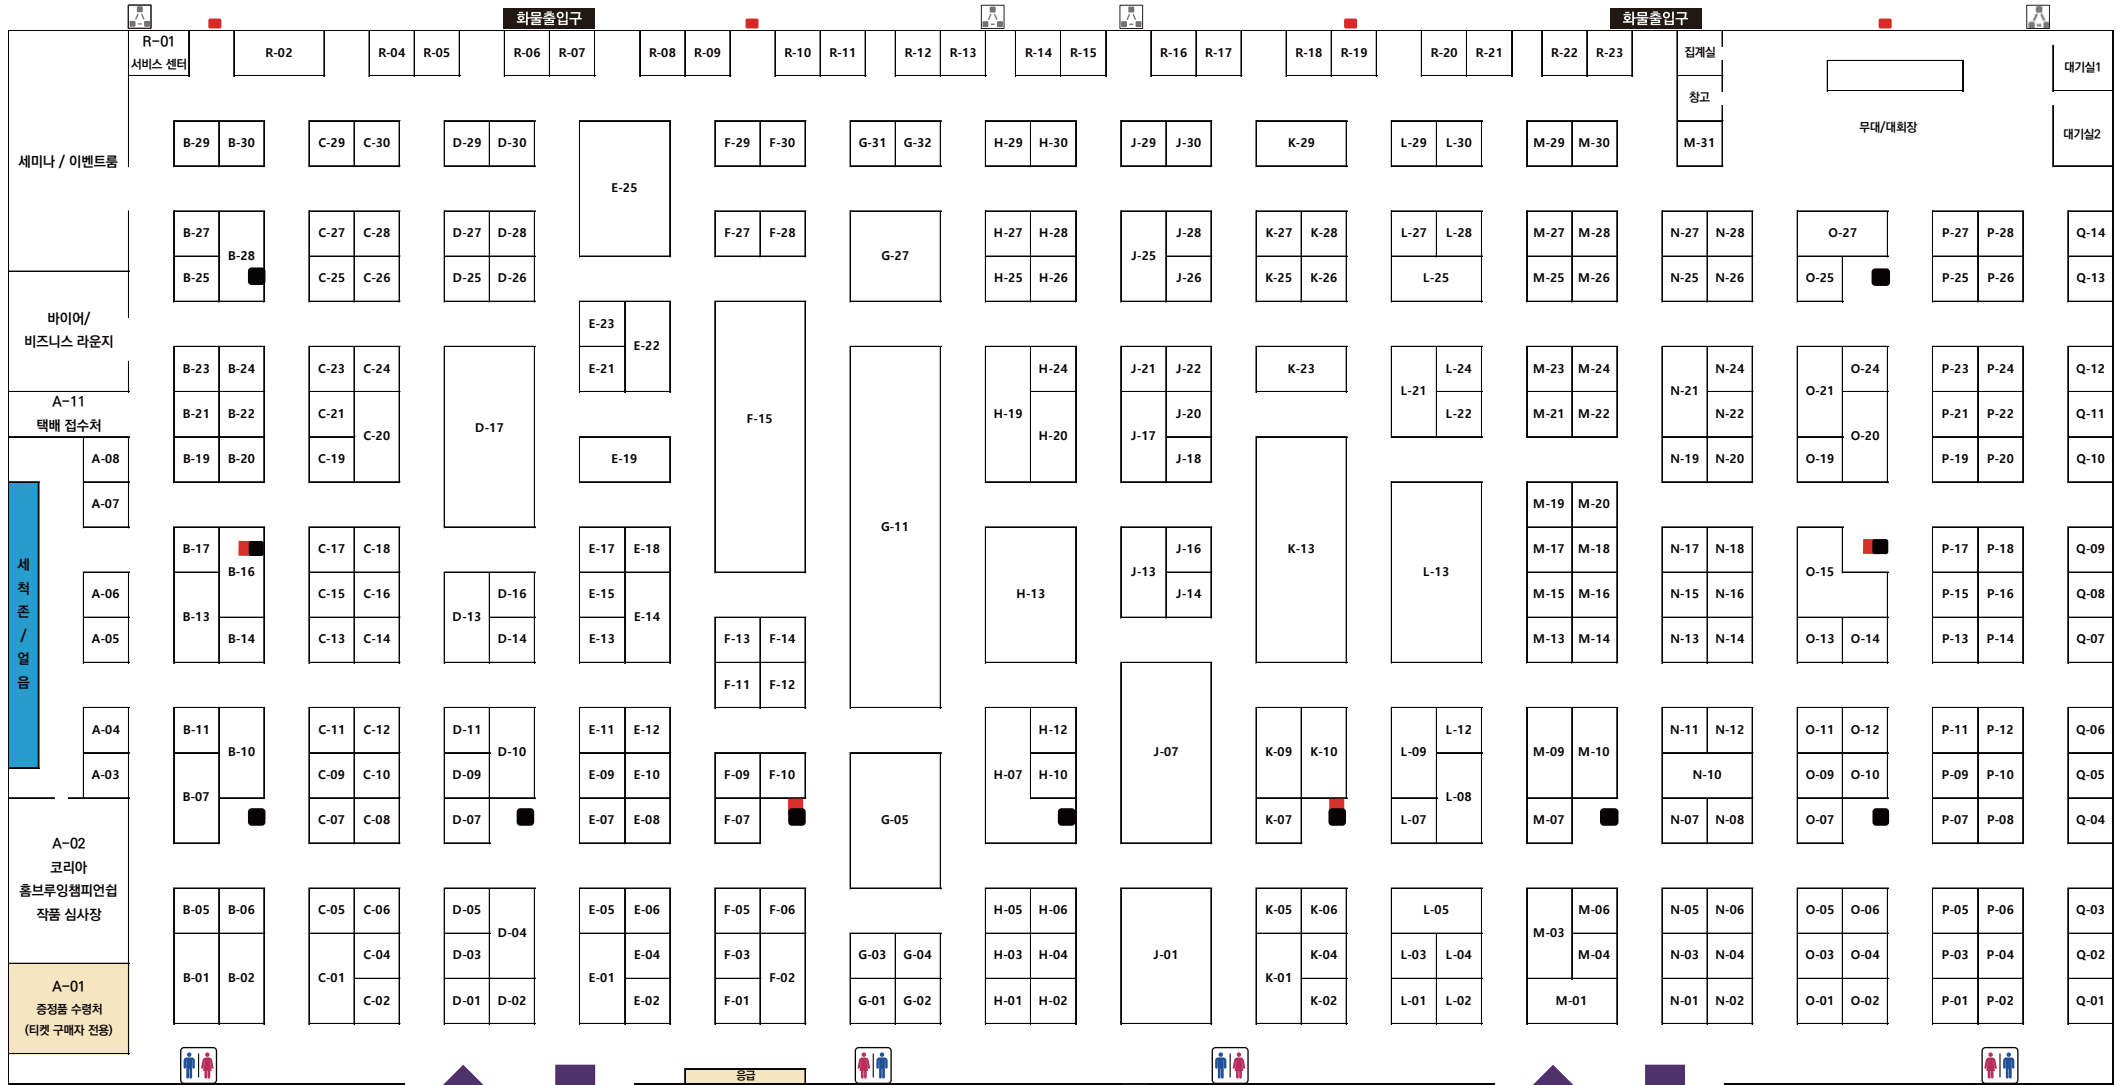 화물출입구 화물출입구
R-01
서비스 센터
R-02 R-04 R-05 R-06 R-07 R-08 R-09 R-10 R-11 R-12 R-13 R-14 R-15 R-16 R-17 R-18 R-19 R-20 R-21 R-22 R-23 집계실
대기실1
창고
무대/대회장
대기실2
세미나 / 이벤트룸
B-29 B-30 C-29 C-30 D-29 D-30 F-29 F-30 G-31 G-32 H-29 H-30 J-29 J-30 K-29 L-29 L-30 M-29 M-30 M-31
E-25
B-27 C-27 C-28 D-27 D-28 F-27 F-28 H-27 H-28 J-28 K-27 K-28 L-27 L-28 M-27 M-28 N-27 N-28 O-27 P-27 P-28 Q-14
B-28 G-27 J-25
B-25 C-25 C-26 D-25 D-26 H-25 H-26 J-26 K-25 K-26 L-25 M-25 M-26 N-25 N-26 O-25 P-25 P-26 Q-13
바이어/
비즈니스 라운지
E-23
E-22
B-23 B-24 C-23 C-24 E-21 H-24 J-21 J-22 K-23 L-24 M-23 M-24 N-24 O-24 P-23 P-24 Q-12
L-21 N-21 O-21
A-11
택배 접수처
B-21 B-22 C-21 D-17 F-15 H-19 J-20 L-22 M-21 M-22 N-22 P-21 P-22 Q-11
C-20 H-20 J-17 O-20
A-08 B-19 B-20 C-19 E-19 J-18 N-19 N-20 O-19 P-19 P-20 Q-10
A-07 M-19 M-20
G-11
세
척
존
/
얼
음
B-17 C-17 C-18 E-17 E-18 J-16 K-13 M-17 M-18 N-17 N-18 P-17 P-18 Q-09
B-16 J-13 L-13 O-15
A-06 C-15 C-16 D-16 E-15 H-13 J-14 M-15 M-16 N-15 N-16 P-15 P-16 Q-08
B-13 D-13 E-14
A-05 B-14 C-13 C-14 D-14 E-13 F-13 F-14 M-13 M-14 N-13 N-14 O-13 O-14 P-13 P-14 Q-07
F-11 F-12
A-04 B-11 C-11 C-12 D-11 E-11 E-12 H-12 L-12 N-11 N-12 O-11 O-12 P-11 P-12 Q-06
B-10 D-10 J-07 K-09 K-10 L-09 M-09 M-10
A-03 C-09 C-10 D-09 E-09 E-10 F-09 F-10 H-07 H-10 N-10 O-09 O-10 P-09 P-10 Q-05
B-07 L-08
C-07 C-08 D-07 E-07 E-08 F-07 G-05 K-07 L-07 M-07 N-07 N-08 O-07 P-07 P-08 Q-04
A-02
코리아
홈브루잉챔피언쉽
작품 심사장
B-05 B-06 C-05 C-06 D-05 E-05 E-06 F-05 F-06 H-05 H-06 K-05 K-06 L-05 M-06 N-05 N-06 O-05 O-06 P-05 P-06 Q-03
D-04 M-03
C-04 D-03 E-04 F-03 G-03 G-04 H-03 H-04 J-01 K-04 L-03 L-04 M-04 N-03 N-04 O-03 O-04 P-03 P-04 Q-02
B-01 B-02 C-01 E-01 F-02 K-01
C-02 D-01 D-02 E-02 F-01 G-01 G-02 H-01 H-02 K-02 L-01 L-02 M-01 N-01 N-02 O-01 O-02 P-01 P-02 Q-01
A-01
증정품 수령처
(티켓 구매자 전용)
응급